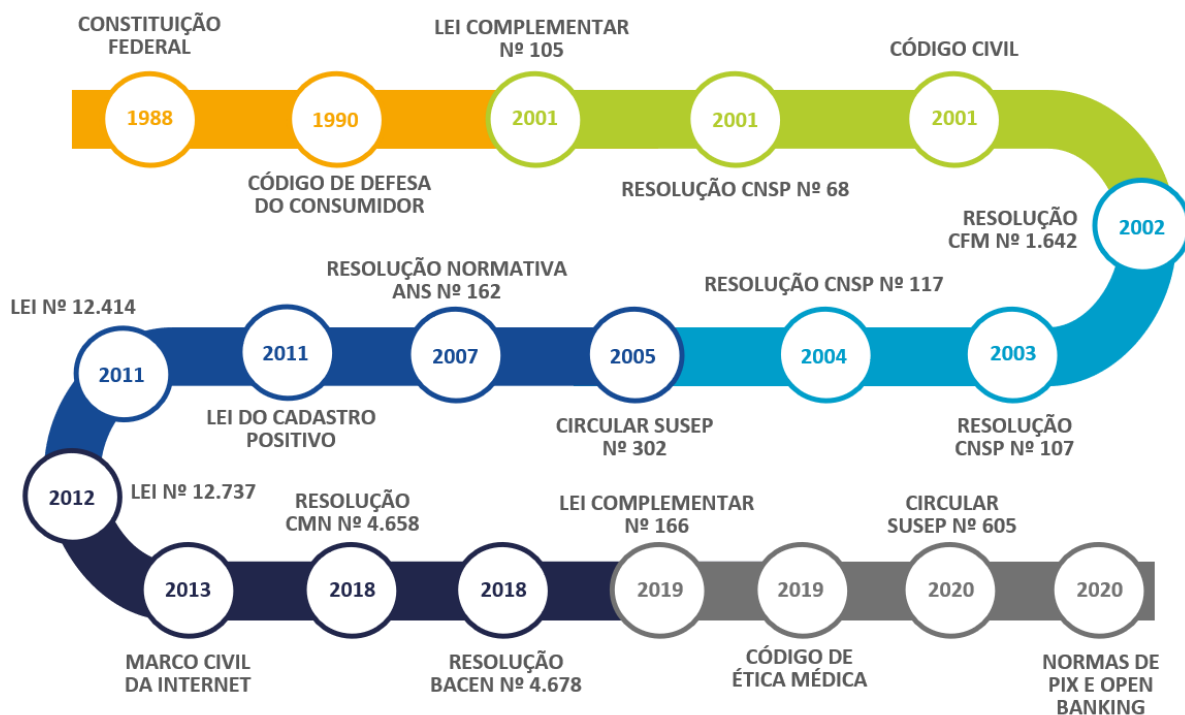 CONSTITUIÇÃO
FEDERAL
1988
1990
CÓDIGO DE DEFESA
DO CONSUMIDOR
LEI COMPLEMENTAR
Nº 105
2001
2001
RESOLUÇÃO CNSP Nº 68
CÓDIGO CIVIL
2001
RESOLUÇÃO
CFM Nº 1.642
2002
2003
RESOLUÇÃO
CNSP Nº 107
RESOLUÇÃO CNSP Nº 117
2004
2005
CIRCULAR SUSEP
Nº 302
RESOLUÇÃO NORMATIVA
ANS Nº 162
2007
2011
LEI DO CADASTRO
POSITIVO
LEI Nº 12.414
2011
2012
LEI Nº 12.737
2013
MARCO CIVIL
DA INTERNET
RESOLUÇÃO
CMN Nº 4.658
2018
2018
RESOLUÇÃO
BACEN Nº 4.678
LEI COMPLEMENTAR
Nº 166
2019
2019
CÓDIGO DE
ÉTICA MÉDICA
CIRCULAR
SUSEP Nº 605
2020
2020
NORMAS DE
PIX E OPEN
BANKING